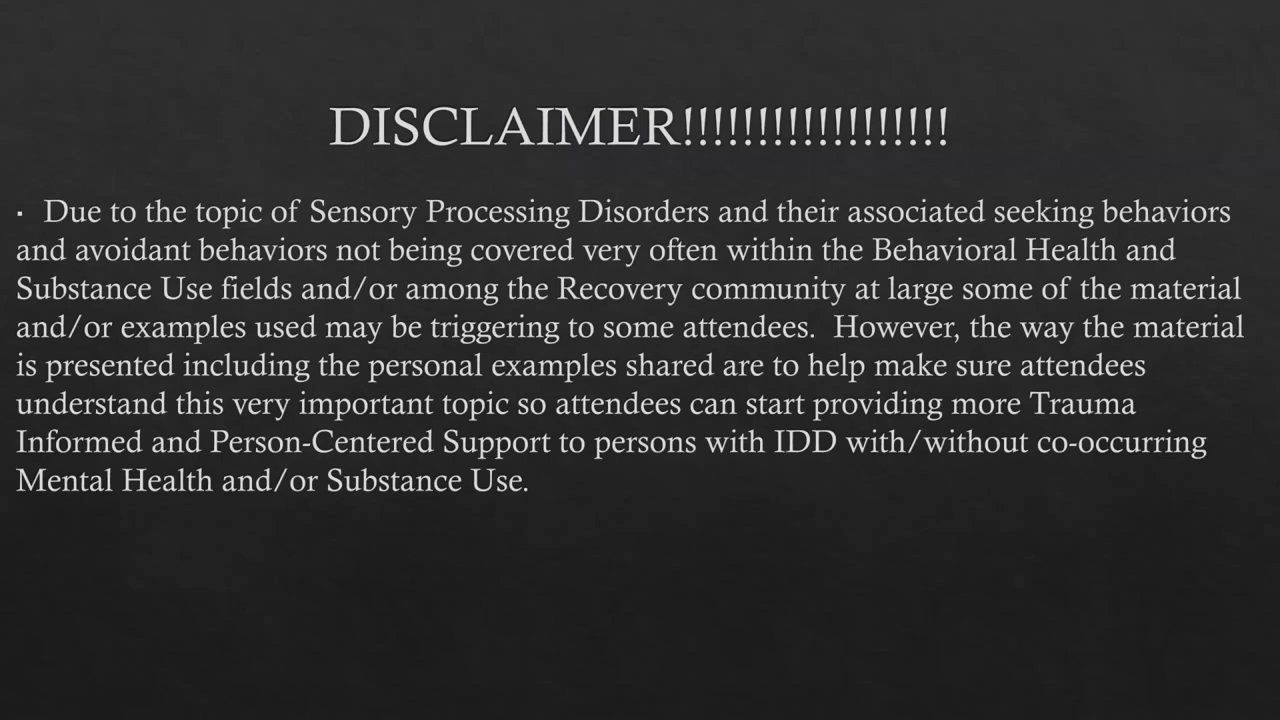 DISCLAIMER!!!!!!!!!!!!!!!!!!
▪ Due to the topic of Sensory Processing Disorders and their associated seeking behaviors
and avoidant behaviors not being covered very often within the Behavioral Health and
Substance Use fields and/or among the Recovery community at large some of the material
and/or examples used may be triggering to some attendees.  However, the way the material
is presented including the personal examples shared are to help make sure attendees
understand this very important topic so attendees can start providing more Trauma
Informed and Person-Centered Support to persons with IDD with/without co-occurring
Mental Health and/or Substance Use.